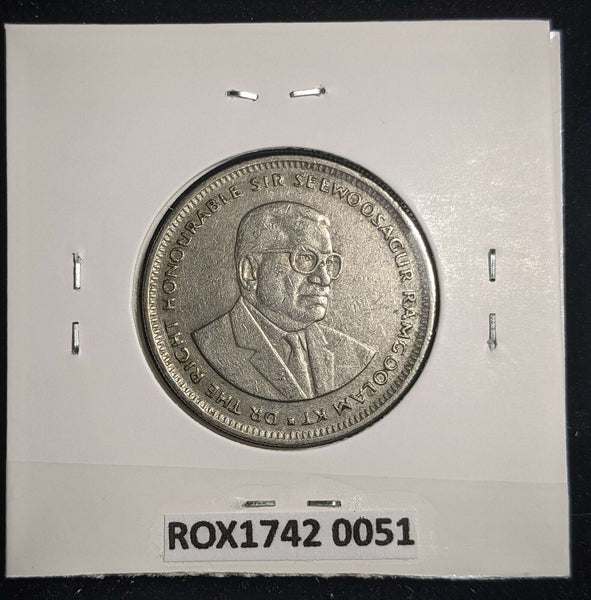 DR THE RIGHT HONOURABLE SIR SEEWOOSAGUR RAMGOOLAM KT
ROX1742 0051